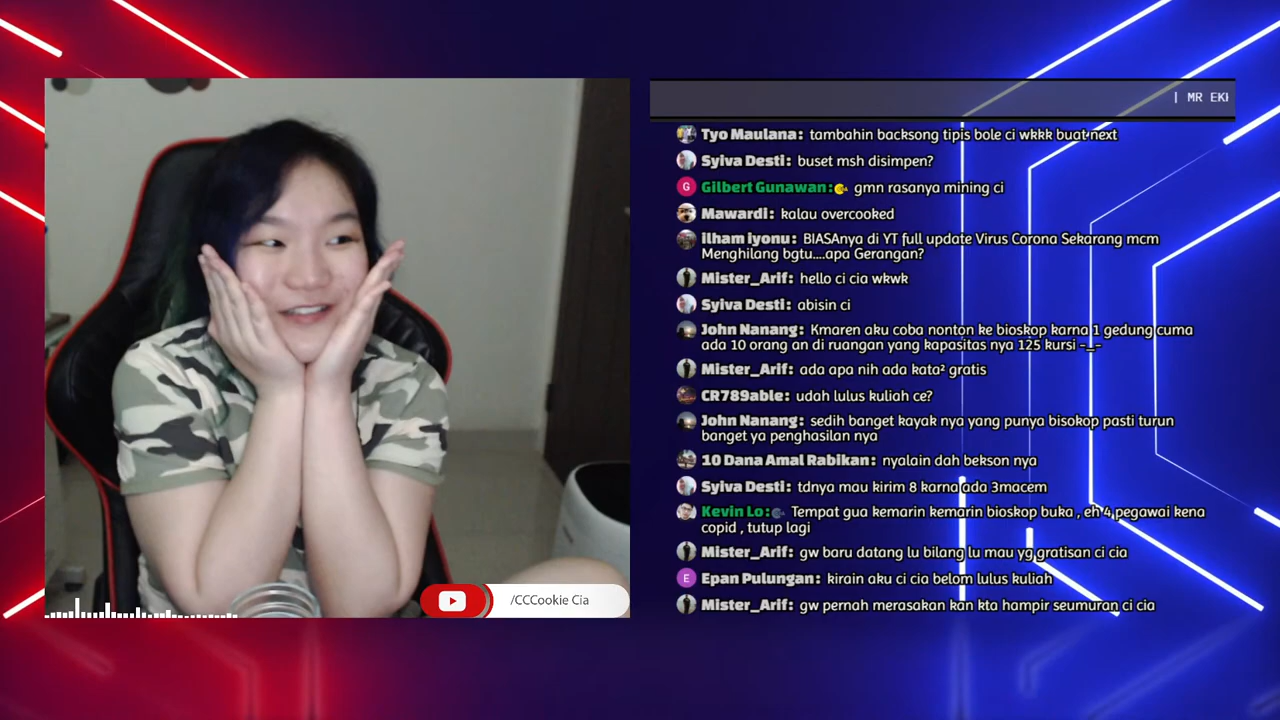 | MR EKI
Tyo Maulana: tambahin backsong tipis bole ci wkkk buat next
Syiva Desti: buset msh disimpen?
G Gilbert Gunawan: gmn rasanya mining ci
Mawardi: kalau overcooked
ilham iyonu: BIASAnya di YT full update Virus Corona Sekarang mcm
Menghilang bgtu....apa Gerangan?
Mister_Arif: hello ci cia wkwk
Syiva Desti: abisin ci
John Nanang: Kmaren aku coba nonton ke bioskop karna 1 gedung cuma
ada 10 orang an di ruangan yang kapasitas nya 125 kursi -_-
Mister_Arif: ada apa nih ada kata² gratis
CR789able: udah lulus kuliah ce?
John Nanang: sedih banget kayak nya yang punya bisokop pasti turun
banget ya penghasilan nya
10 Dana Amal Rabikan: nyalain dah bekson nya
Syiva Desti: tdnya mau kirim 8 karna ada 3macem
Kevin Lo: Tempat gua kemarin kemarin bioskop buka , eh 4 pegawai kena
copid , tutup lagi
Mister_Arif: gw baru datang lu bilang lu mau yg gratisan ci cia
E Epan Pulungan: kirain aku ci cia belom lulus kuliah
Mister_Arif: gw pernah merasakan kan kta hampir seumuran ci cia
/CCCookie Cia